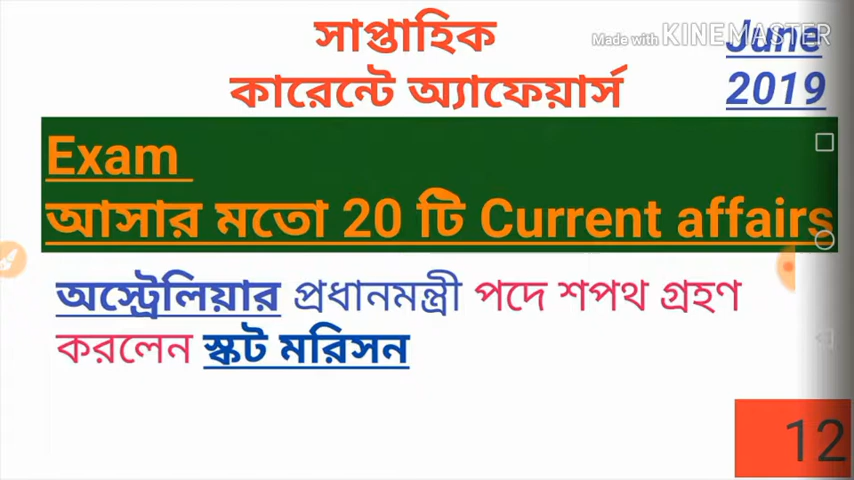 সাপ্তাহিক
কারেন্টে অ্যাফেয়ার্স
Made with KINEMASTER
June
2019
Exam
আসার মতো 20 টি Current affairs
অস্ট্রেলিয়ার প্রধানমন্ত্রী পদে শপথ গ্রহণ
করলেন স্কট মরিসন
12